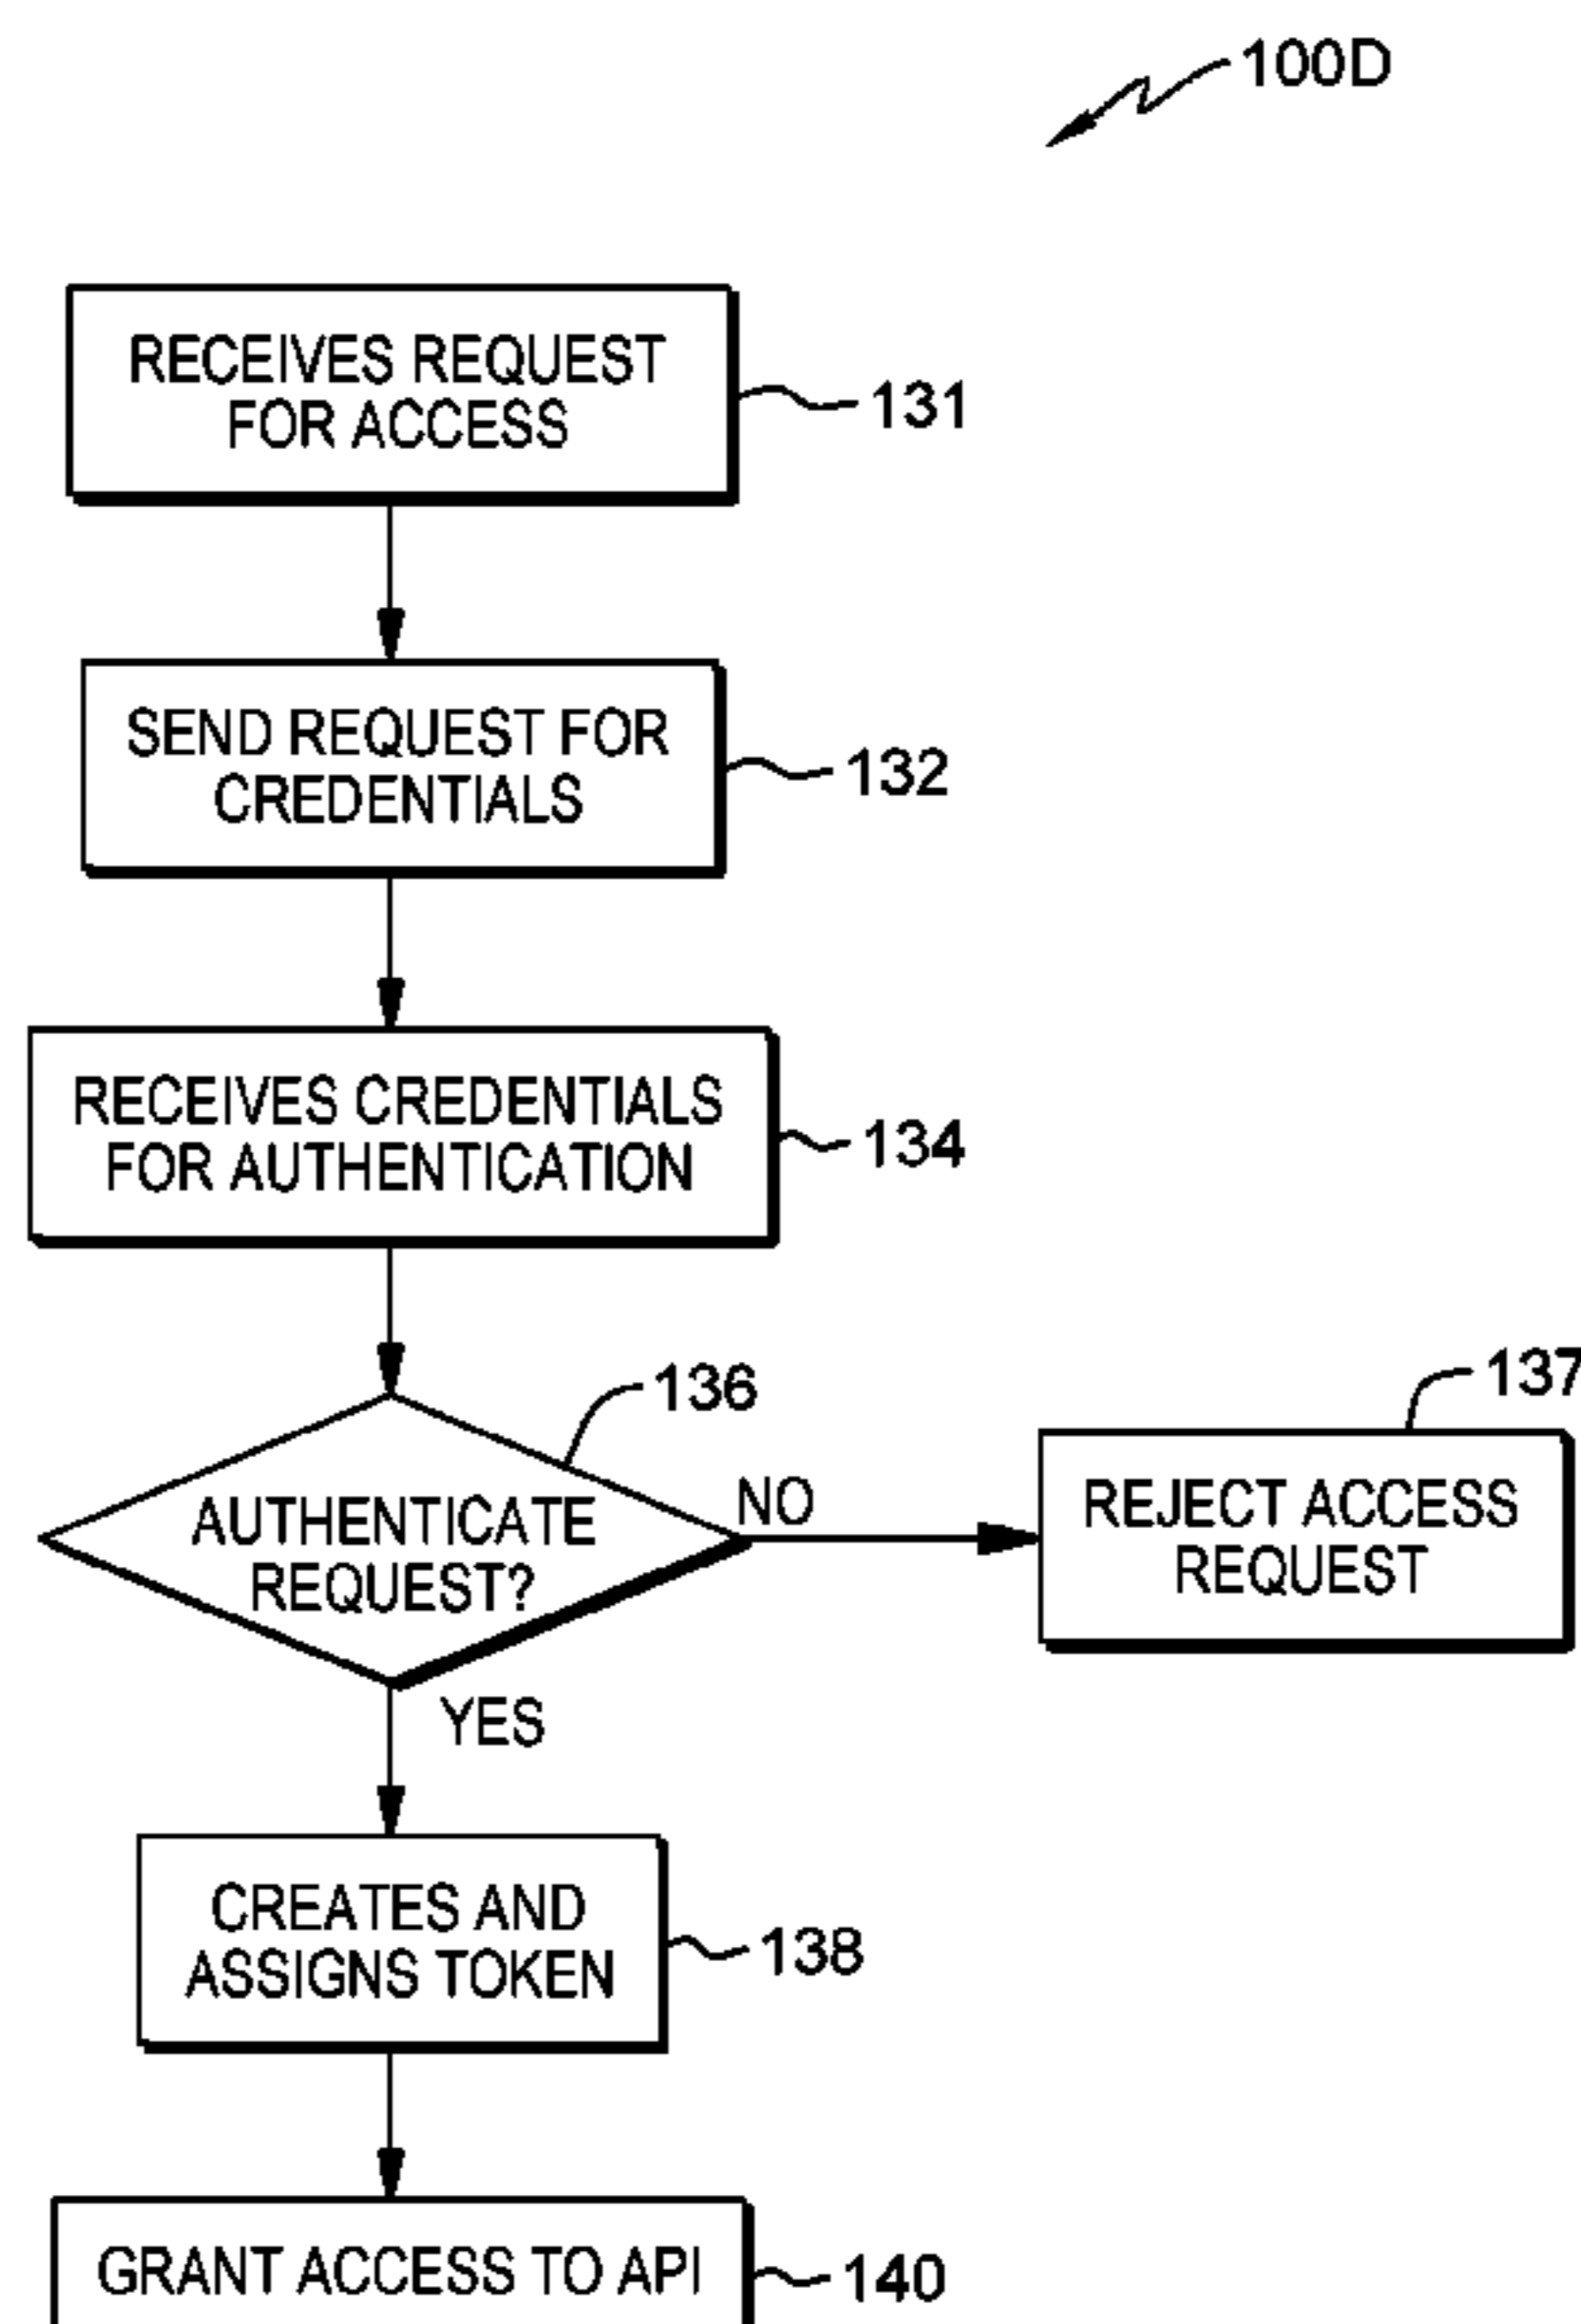 100D
RECEIVES REQUEST
FOR ACCESS
131
SEND REQUEST FOR
CREDENTIALS
132
RECEIVES CREDENTIALS
FOR AUTHENTICATION
134
136
137
AUTHENTICATE
REQUEST?
NO
REJECT ACCESS
REQUEST
YES
CREATES AND
ASSIGNS TOKEN
138
GRANT ACCESS TO API
140